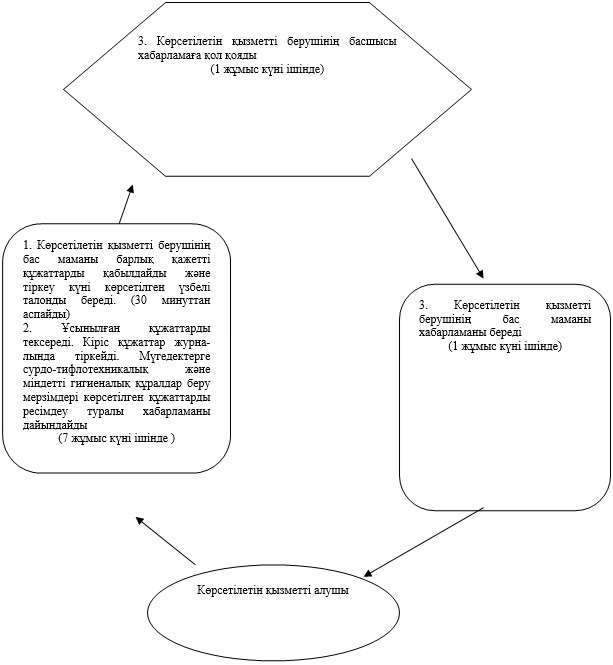 3. Көрсетілетін қызметті берушінің басшысы
хабарламаға қол қояды
(1 жұмыс күні ішінде)
1. Көрсетілетін қызметті берушінің
бас маманы барлық қажетті
құжаттарды қабылдайды және
тіркеу күні көрсетілген үзбелі
талонды береді. (30 минуттан
аспайды)
2. Ұсынылған құжаттарды
тексереді. Кіріс құжаттар журна-
лында тіркейді. Мүгедектерге
сурдо-тифлотехникалық және
міндетті гигиеналық құралдар беру
мерзімдері көрсетілген құжаттарды
ресімдеу туралы хабарламаны
дайындайды
(7 жұмыс күні ішінде )
3. Көрсетілетін қызметті
берушінің бас маманы
хабарламаны береді
(1 жұмыс күні ішінде)
Көрсетілетін қызметті алушы